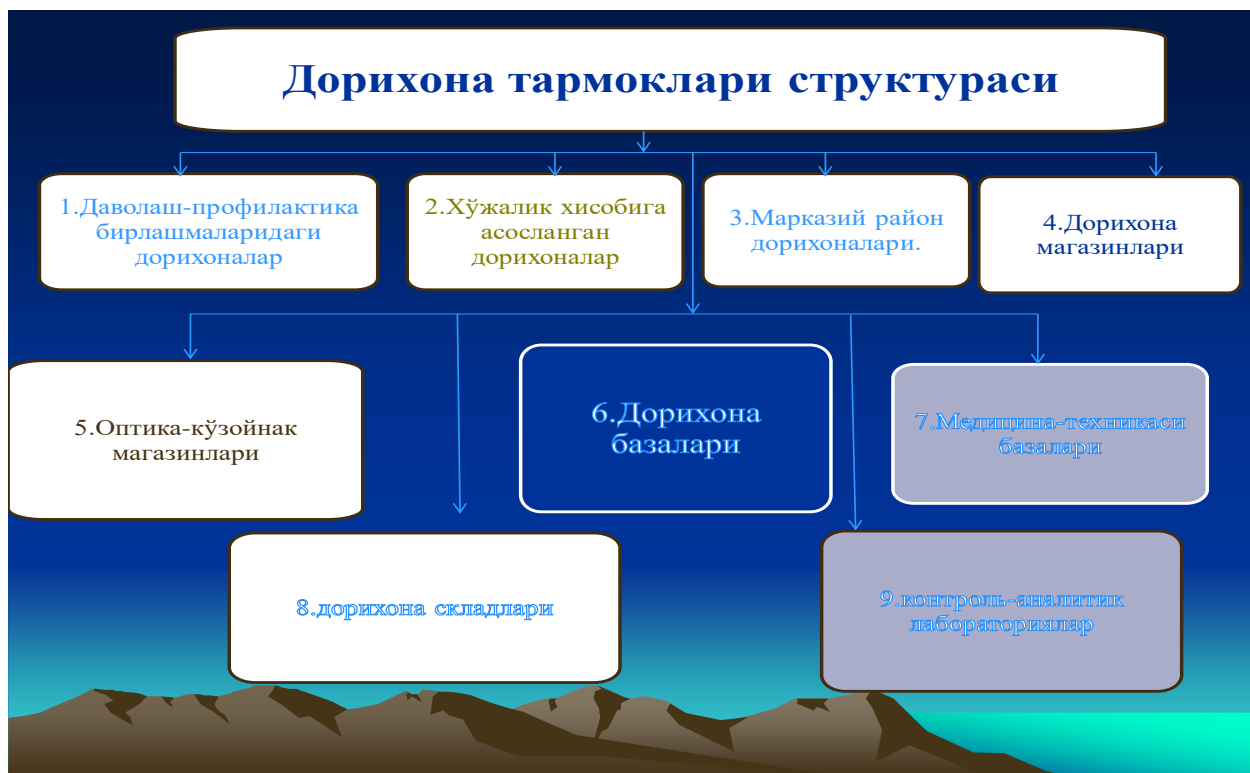 Дорихона тармоклари структураси
1.Даволаш-профилактика
бирлашмаларидаги
дорихоналар
2.Хўжалик хисобига
асосланган
дорихоналар
3.Марказий район
дорихоналари.
4.Дорихона
магазинлари
5.Оптика-кўзойнак
магазинлари
6.Дорихона
базалари
7.Медицина-техникаси
базалари
8.дорихона складлари
9.контроль-аналитик
лабораториялар